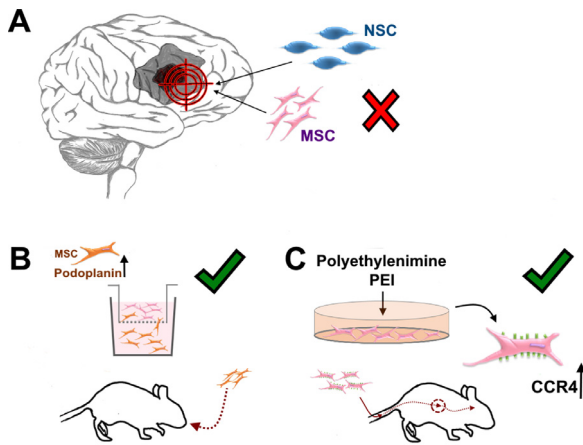 A
NSC
MSC
B
MSC
Podoplanin
C
Polyethylenimine
PEI
CCR4